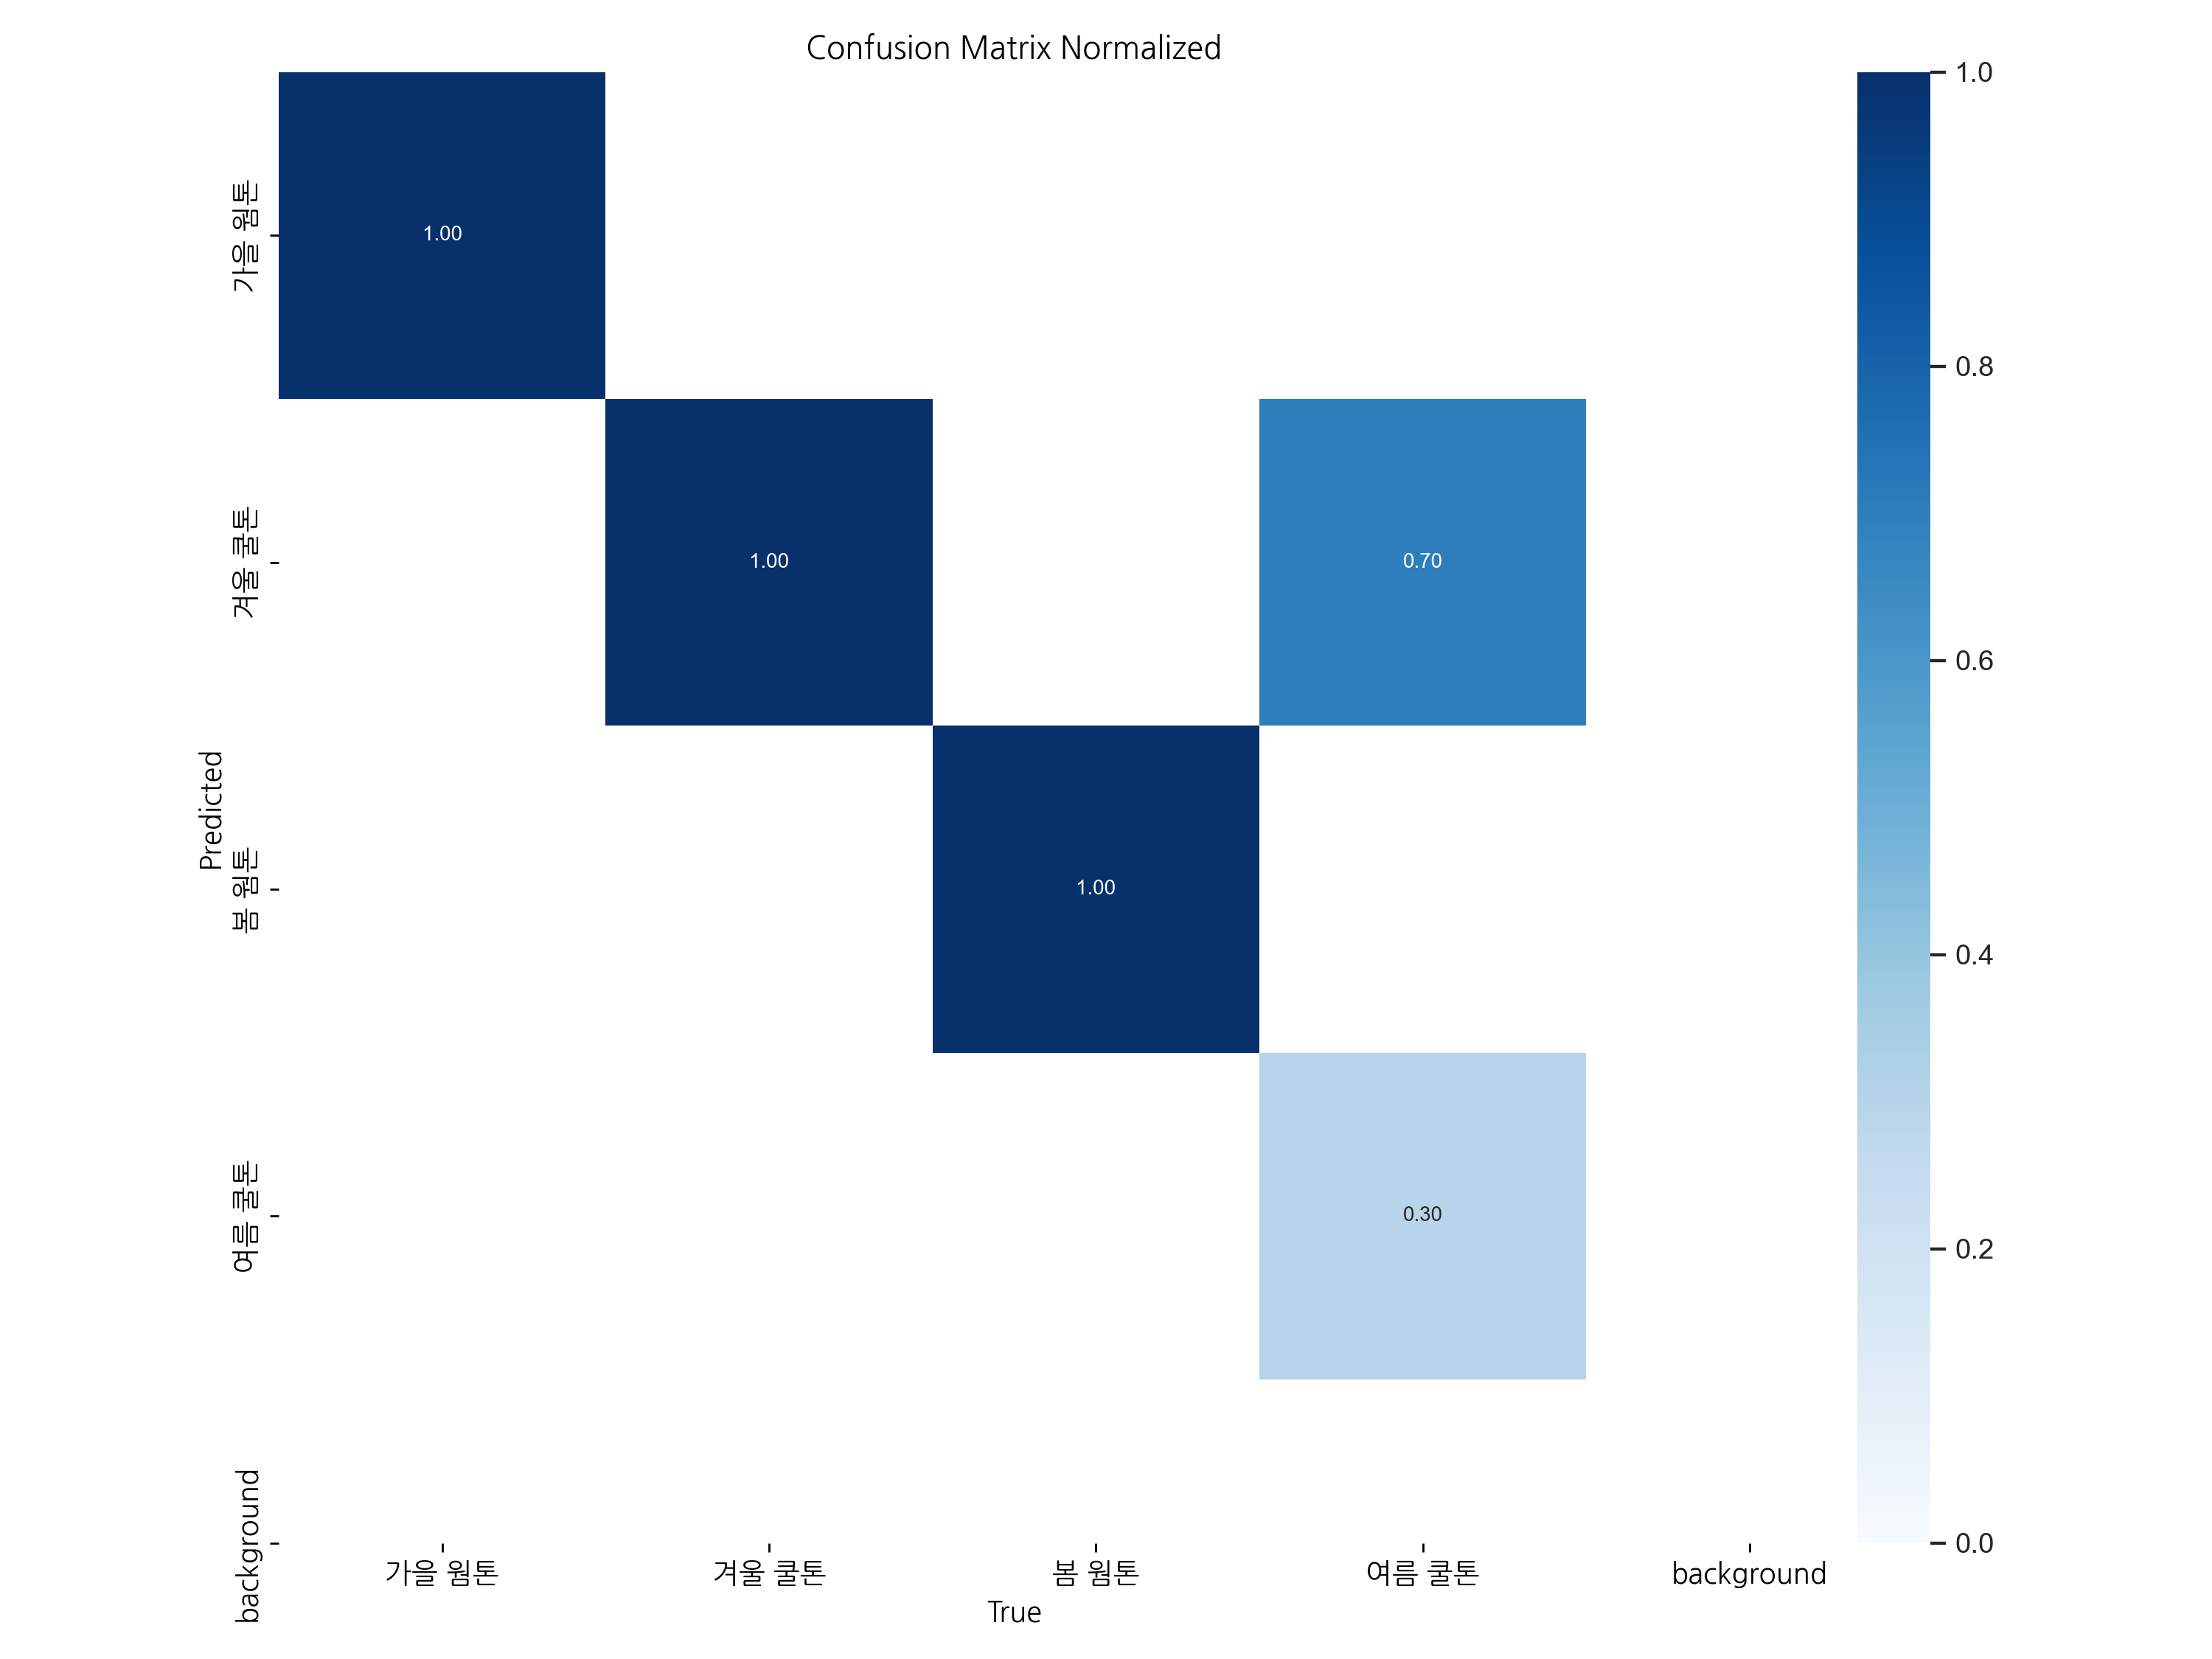 Confusion Matrix Normalized
Predicted
가을 웜톤
겨울 쿨톤
봄 웜톤
여름 쿨톤
background
1.00
1.00
0.70
1.00
0.30
가을 웜톤
겨울 쿨톤
봄 웜톤
여름 쿨톤
background
True
1.0
0.8
0.6
0.4
0.2
0.0